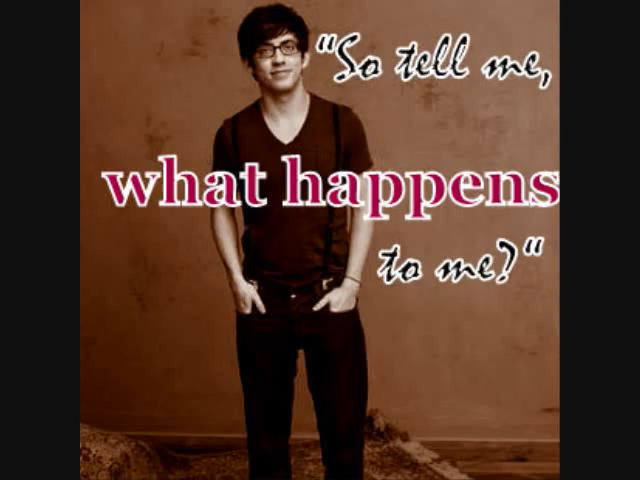 “So tell me,
what happens
to me?“